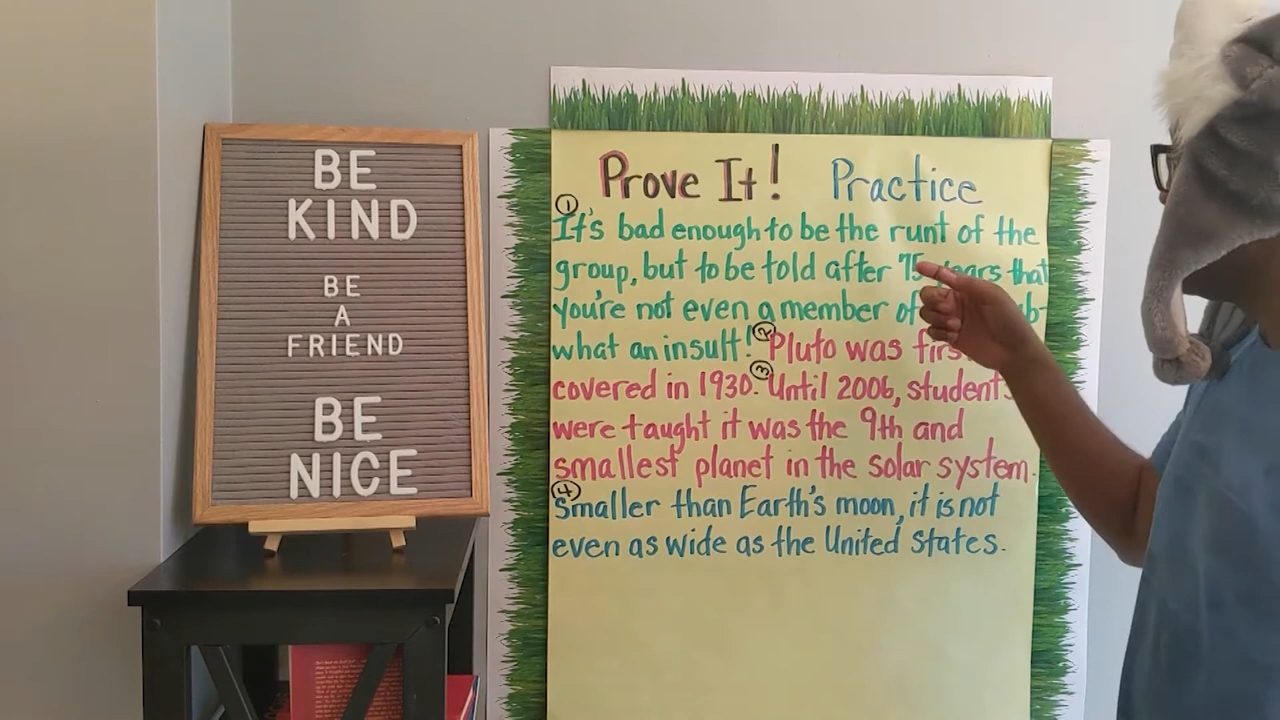 BE
KIND
BE
A
FRIEND
BE
NICE
Prove It! Practice
① It's bad enough to be the runt of the
group, but to be told after 75 years that
you're not even a member of
what an insult! ② Pluto was
covered in 1930. ③ Until 2006, students
were taught it was the 9th and
smallest planet in the solar system.
④ Smaller than Earth's moon, it is not
even as wide as the United States.